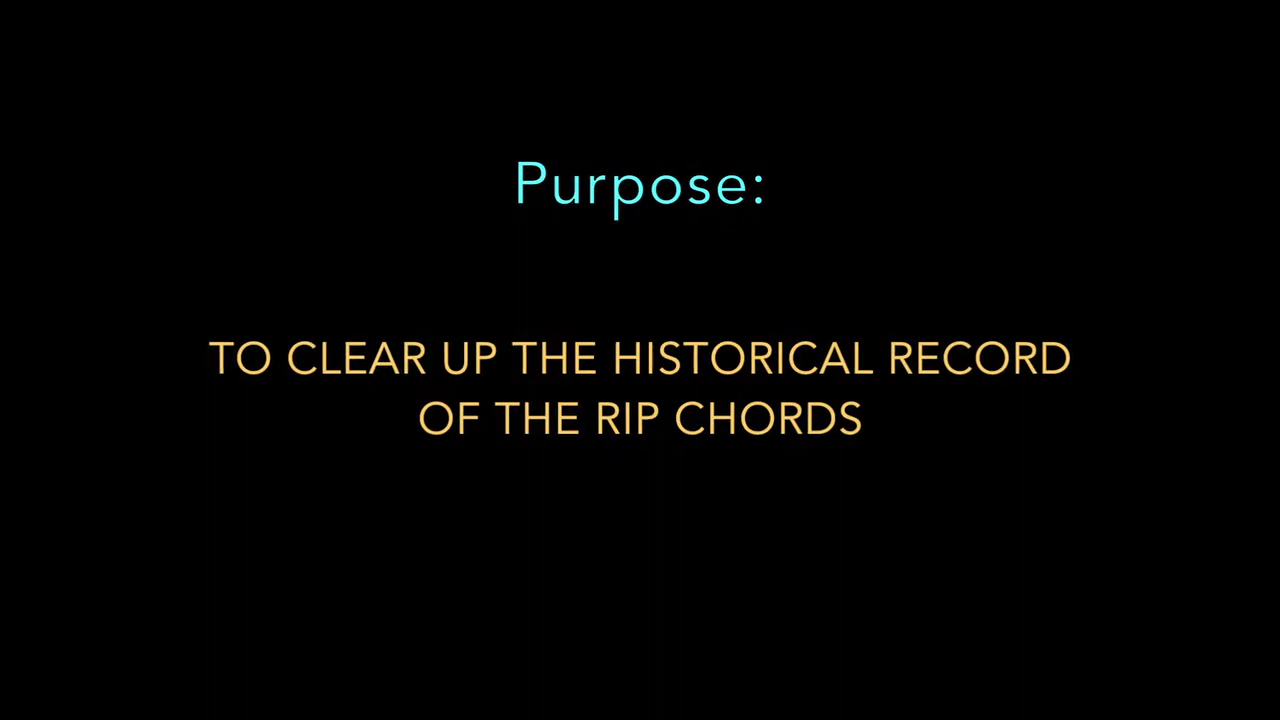 Purpose:
TO CLEAR UP THE HISTORICAL RECORD
OF THE RIP CHORDS